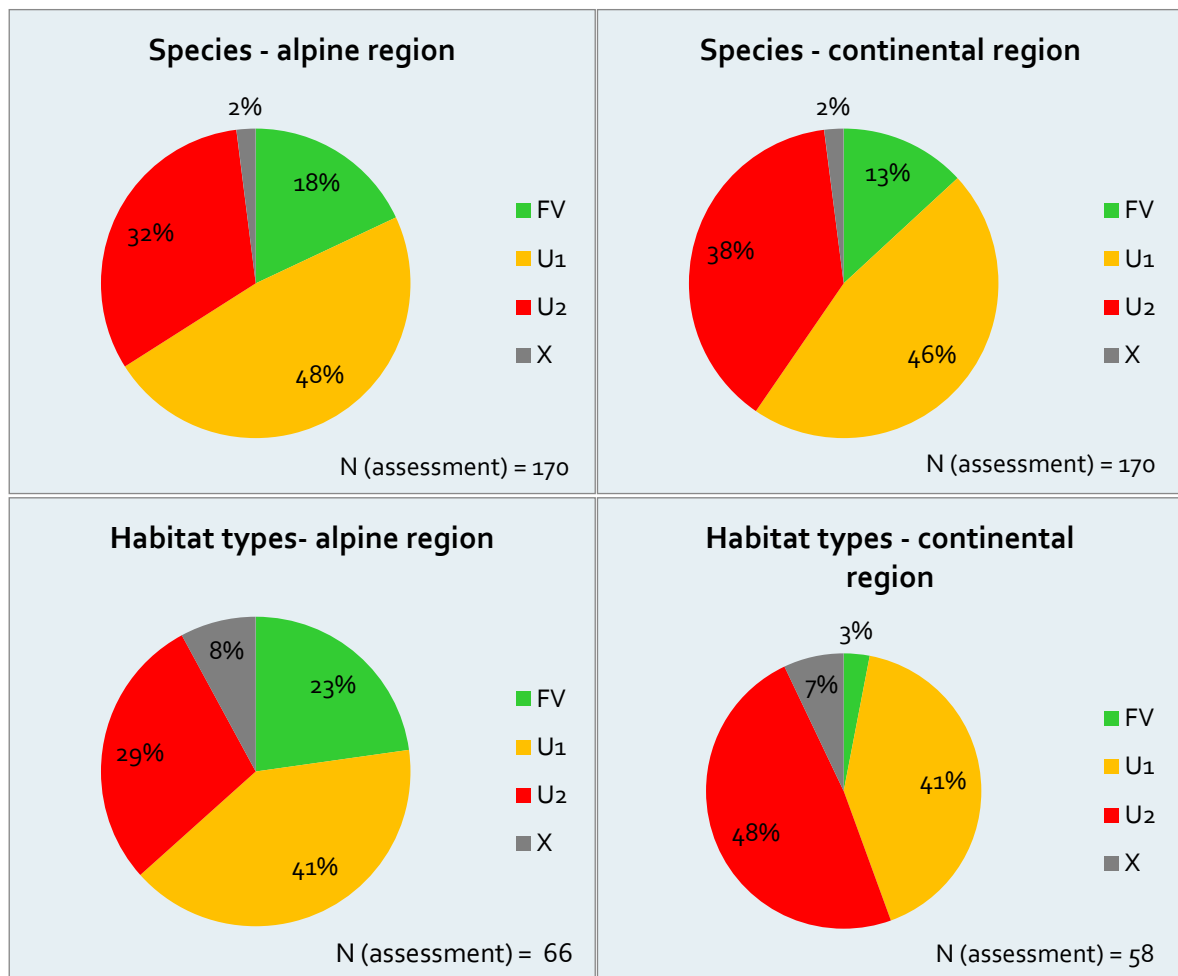 Species - alpine region
2%
18%
32%
48%
FV
U1
U2
X
N (assessment) = 170
Species - continental region
2%
13%
38%
46%
FV
U1
U2
X
N (assessment) = 170
Habitat types- alpine region
8%
23%
29%
41%
FV
U1
U2
X
N (assessment) = 66
Habitat types - continental
region
3%
7%
41%
48%
FV
U1
U2
X
N (assessment) = 58